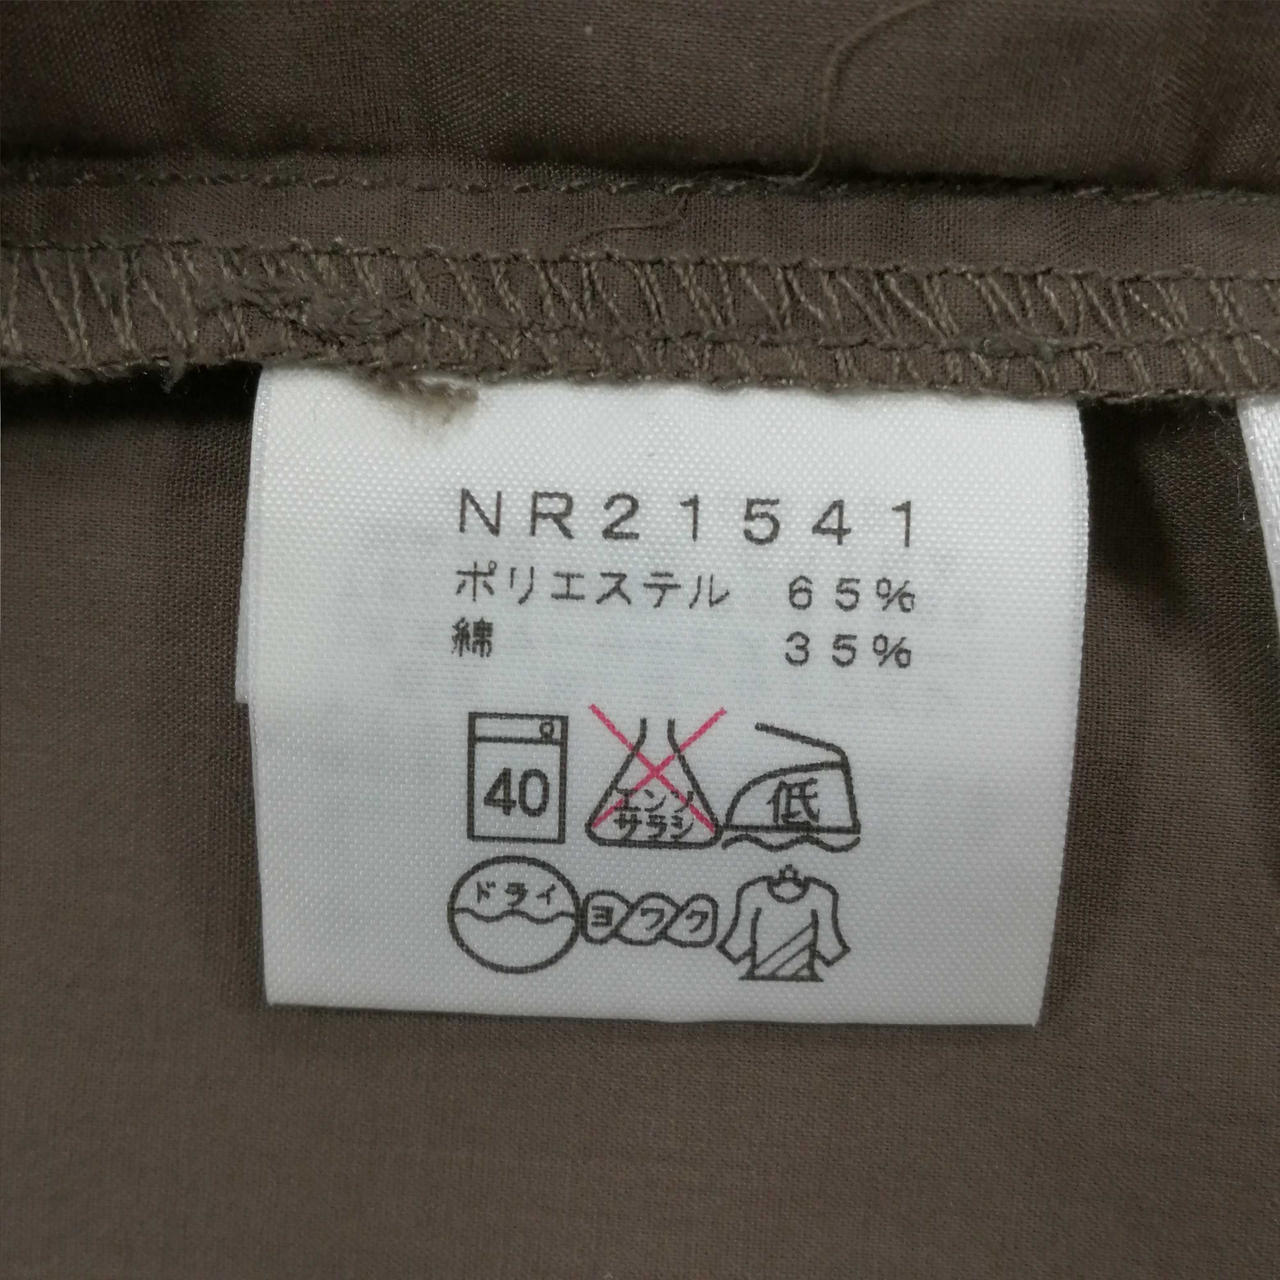 NR21541
ポリエステル 65%
綿 35%
40 エンソサラシ 低
ドライ ヨワク